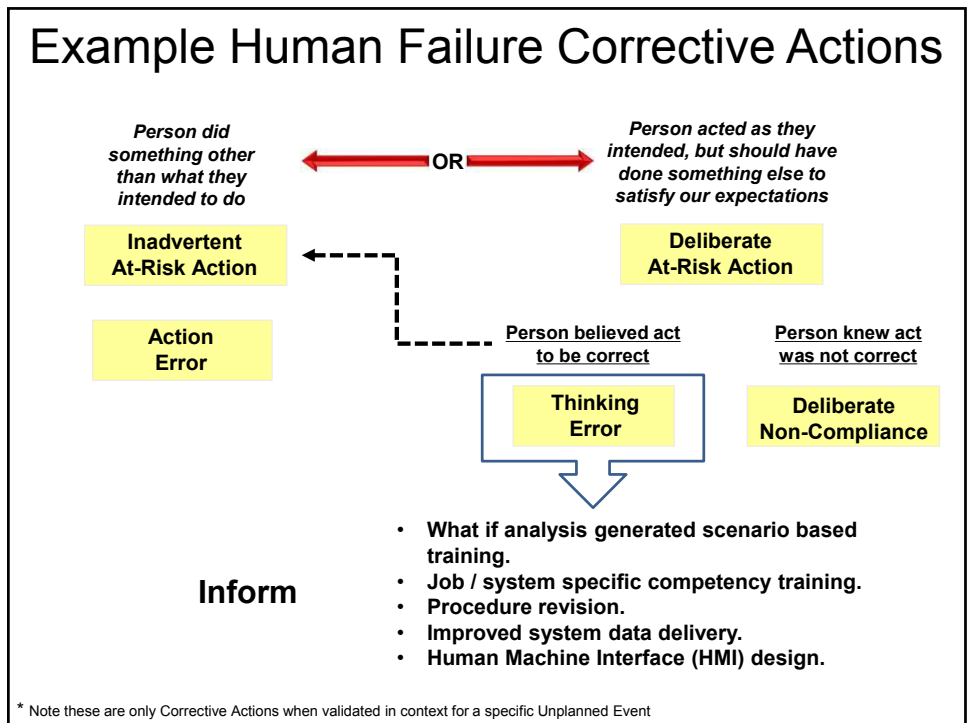 Example Human Failure Corrective Actions
Person did
something other
than what they
intended to do
OR
Person acted as they
intended, but should have
done something else to
satisfy our expectations
Inadvertent
At-Risk Action
Deliberate
At-Risk Action
Action
Error
Person believed act
to be correct
Person knew act
was not correct
Thinking
Error
Deliberate
Non-Compliance
Inform
• What if analysis generated scenario based
training.
• Job / system specific competency training.
• Procedure revision.
• Improved system data delivery.
• Human Machine Interface (HMI) design.
* Note these are only Corrective Actions when validated in context for a specific Unplanned Event